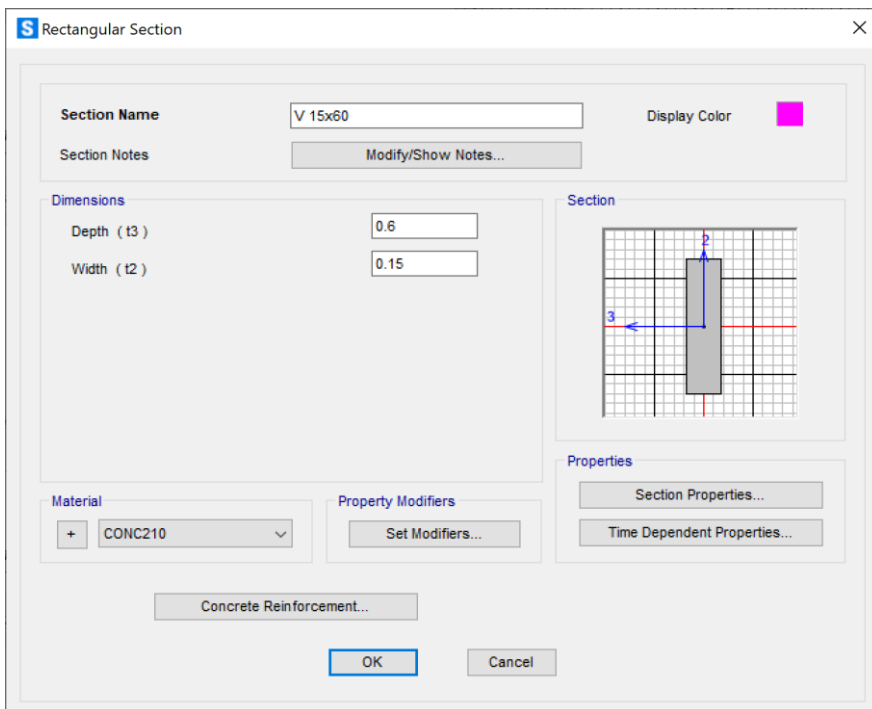 S Rectangular Section
Section Name V 15x60 Display Color
Section Notes Modify/Show Notes...
Dimensions
Depth ( t3 ) 0.6
Width ( t2 ) 0.15
Section
2
3
Properties
Section Properties...
Time Dependent Properties...
Material
+ CONC210
Property Modifiers
Set Modifiers...
Concrete Reinforcement...
OK Cancel